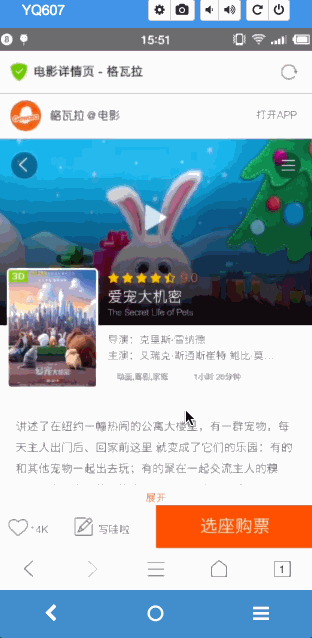 YQ607
8
15:51
电影详情页 - 格瓦拉
格瓦拉@电影
打开APP
3D
9.0
爱宠大机密
The Secret Life of Pets
导演：克里斯·雷纳德
主演：艾瑞克·斯通斯崔特 鲍比·莫...
动画,喜剧,家庭
1小时
讲述了在纽约一幢热闹的公寓大楼里，有一群宠物，每
天主人出门后、回家前这里 就变成了它们的乐园：有的
和其他宠物一起出去玩；有的聚在一起交流主人的糗
展开
4K
写哇啦
选座购票
1